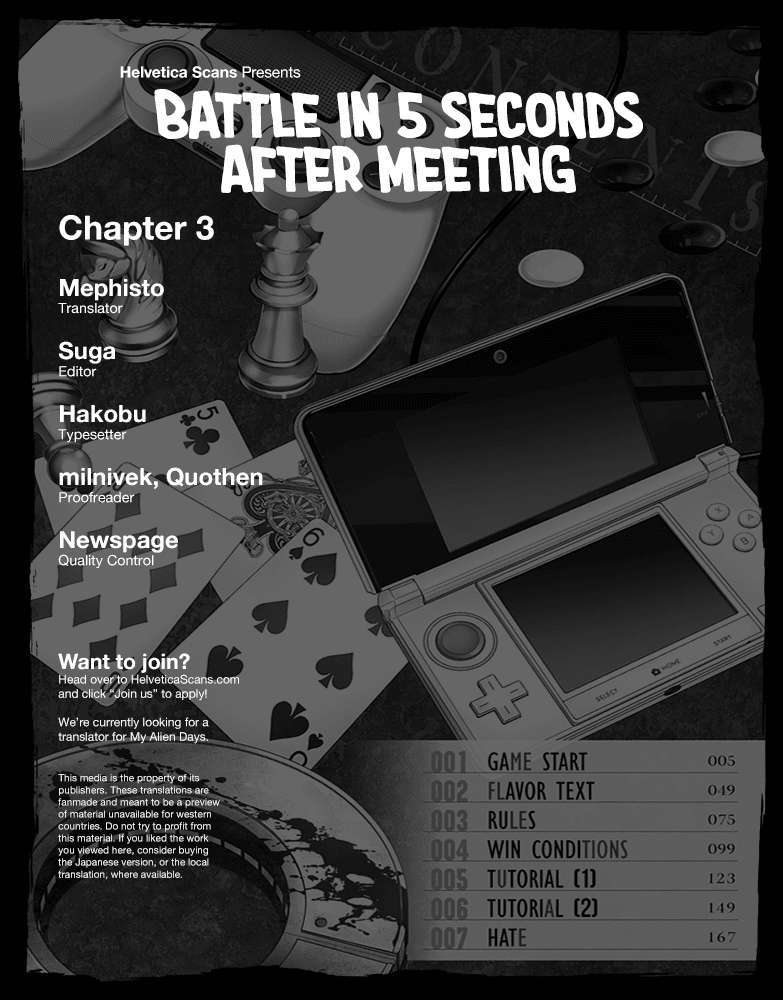 CONTENTS
Helvetica Scans Presents
BATTLE IN 5 SECONDS
AFTER MEETING
Chapter 3
Mephisto
Translator
Suga
Editor
Hakobu
Typesetter
milnivek, Quothen
Proofreader
Newspage
Quality Control
Want to join?
Head over to HelveticaScans.com
and click "Join us" to apply!
We're currently looking for a
translator for My Alien Days.
This media is the property of its
publishers. These translations are
fanmade and meant to be a preview
of material unavailable for western
countries. Do not try to profit from
this material. If you liked the work
you viewed here, consider buying
the Japanese version, or the local
translation, where available.
5
6
X
A
Y
B
SELECT
HOME
START
001 GAME START 005
002 FLAVOR TEXT 049
003 RULES 075
004 WIN CONDITIONS 099
005 TUTORIAL (1) 123
006 TUTORIAL (2) 149
007 HATE 167